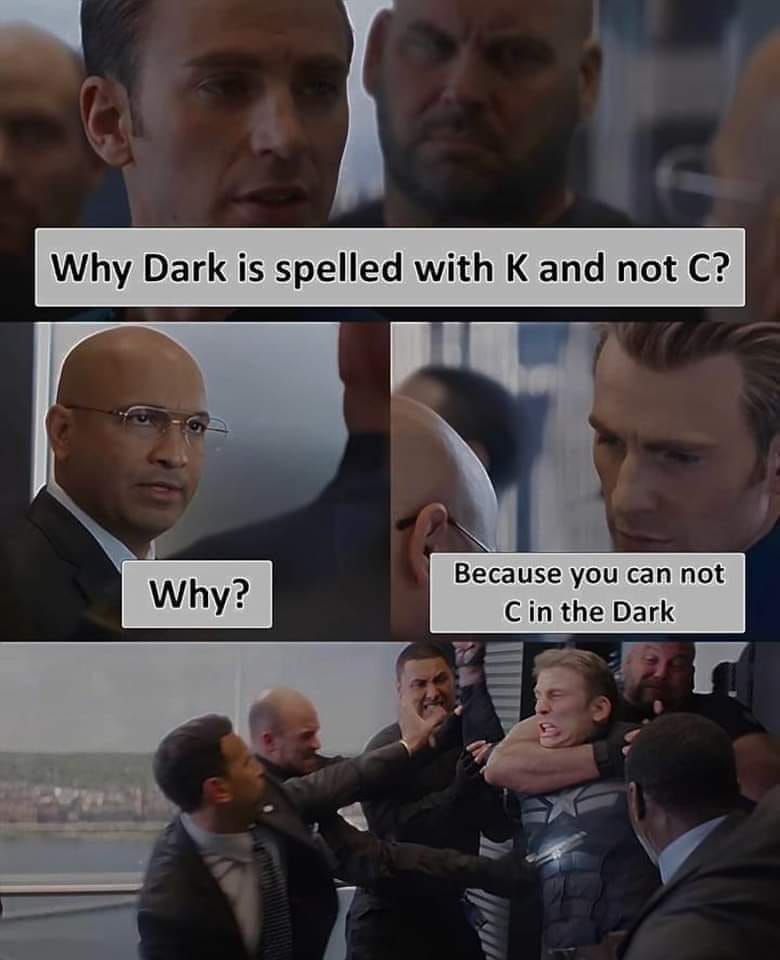 Why Dark is spelled with K and not C?
Why?
Because you can not
C in the Dark